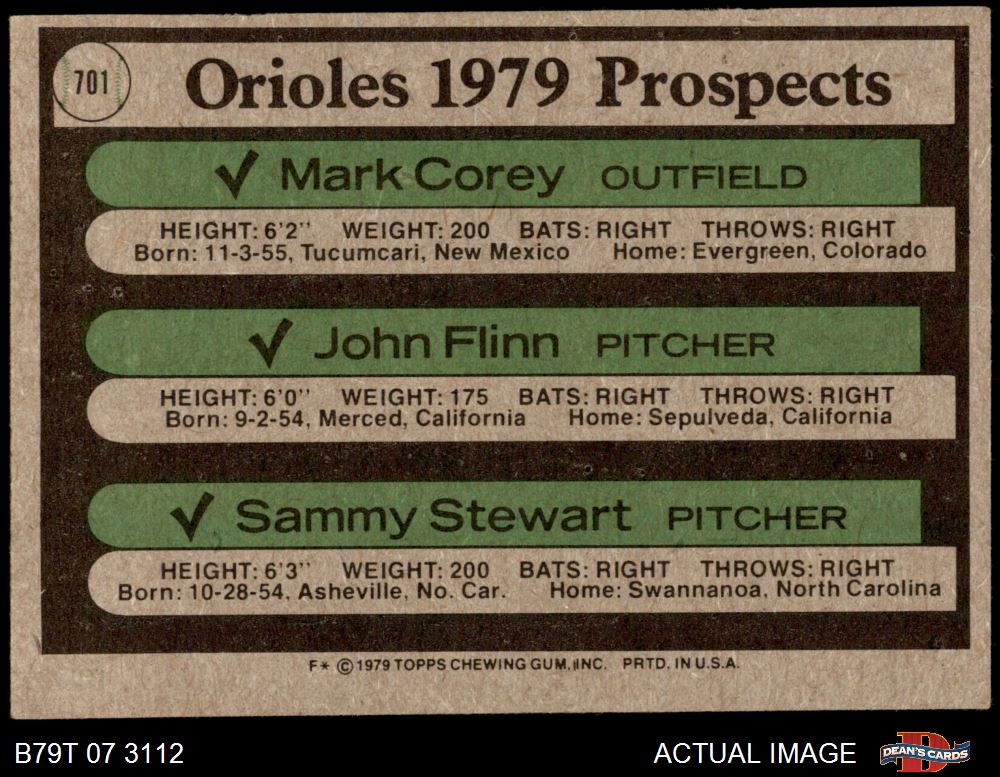 701 Orioles 1979 Prospects
✓ Mark Corey OUTFIELD
HEIGHT: 6'2" WEIGHT: 200 BATS: RIGHT THROWS: RIGHT
Born: 11-3-55, Tucumcari, New Mexico Home: Evergreen, Colorado
✓ John Flinn PITCHER
HEIGHT: 6'0" WEIGHT: 175 BATS: RIGHT THROWS: RIGHT
Born: 9-2-54, Merced, California Home: Sepulveda, California
✓ Sammy Stewart PITCHER
HEIGHT: 6'3" WEIGHT: 200 BATS: RIGHT THROWS: RIGHT
Born: 10-28-54, Asheville, No. Car. Home: Swannanoa, North Carolina
F* © 1979 TOPPS CHEWING GUM, INC. PRTD. IN U.S.A.
B79T 07 3112 ACTUAL IMAGE D DEAN'S CARDS